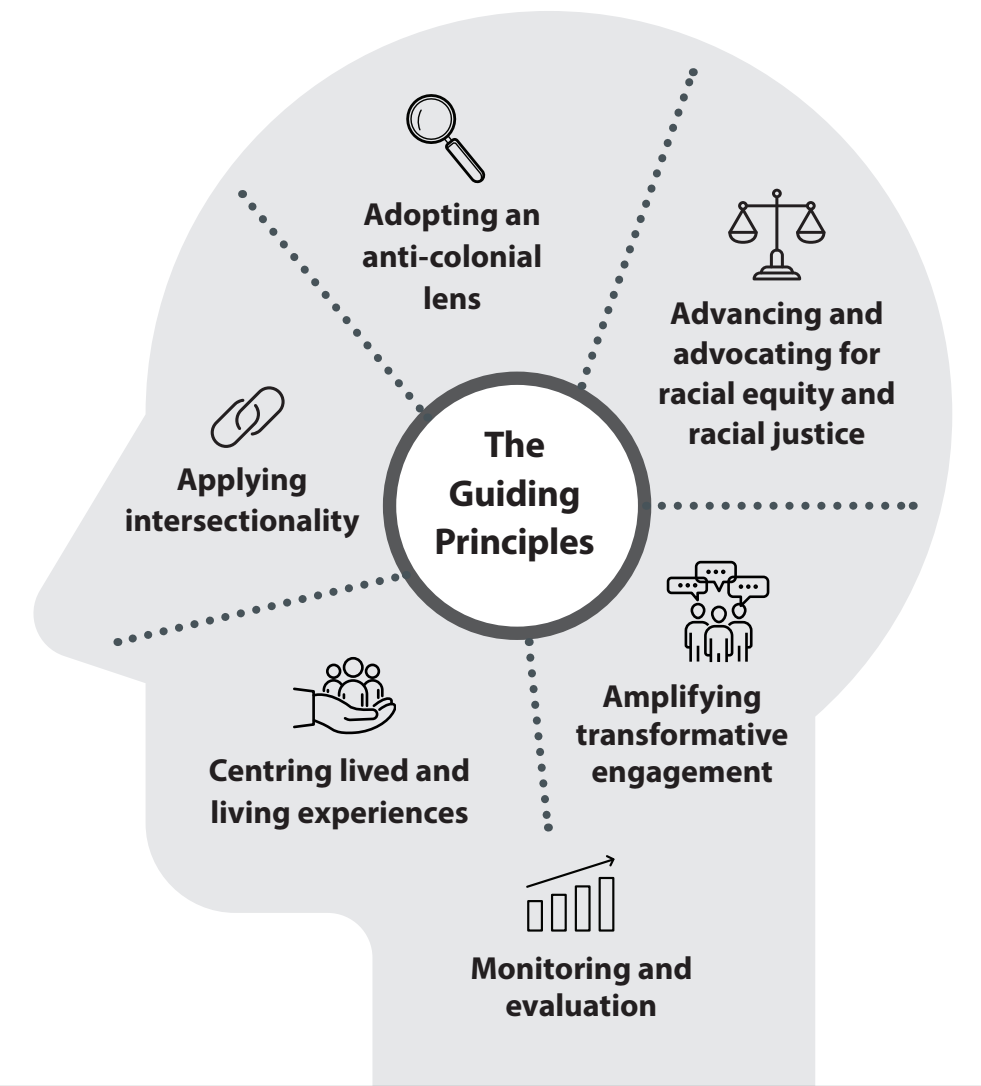 Adopting an
anti-colonial
lens
Advancing and
advocating for
racial equity and
racial justice
Applying
intersectionality
The
Guiding
Principles
Centring lived and
living experiences
Amplifying
transformative
engagement
Monitoring and
evaluation